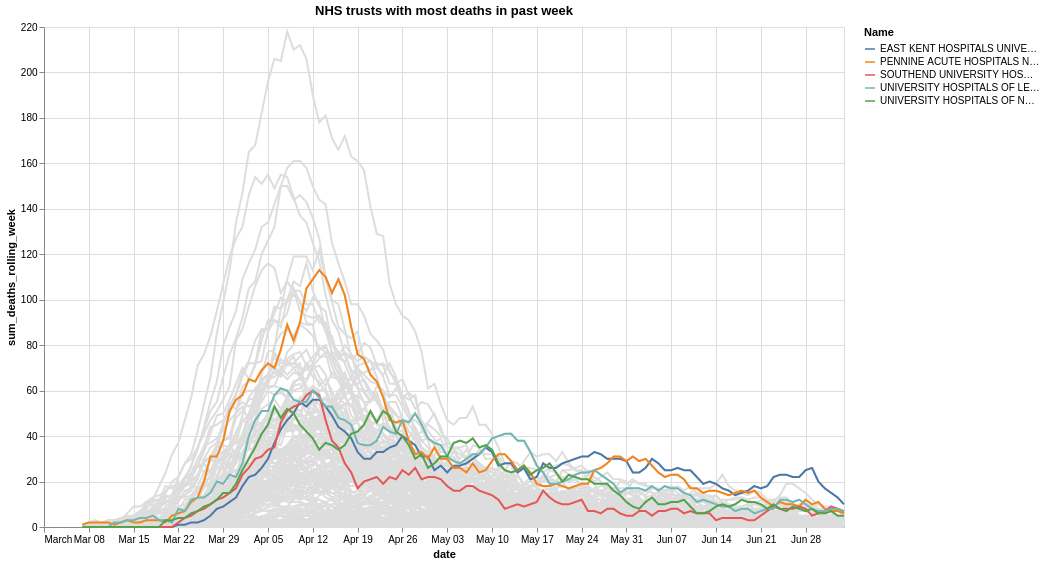 NHS trusts with most deaths in past week
sum_deaths_rolling_week
220
200
180
160
140
120
100
80
60
40
20
0
March Mar 08 Mar 15 Mar 22 Mar 29 Apr 05 Apr 12 Apr 19 Apr 26 May 03 May 10 May 17 May 24 May 31 Jun 07 Jun 14 Jun 21 Jun 28
date
Name
EAST KENT HOSPITALS UNIVE…
PENNINE ACUTE HOSPITALS N…
SOUTHEND UNIVERSITY HOS…
UNIVERSITY HOSPITALS OF LE…
UNIVERSITY HOSPITALS OF N…